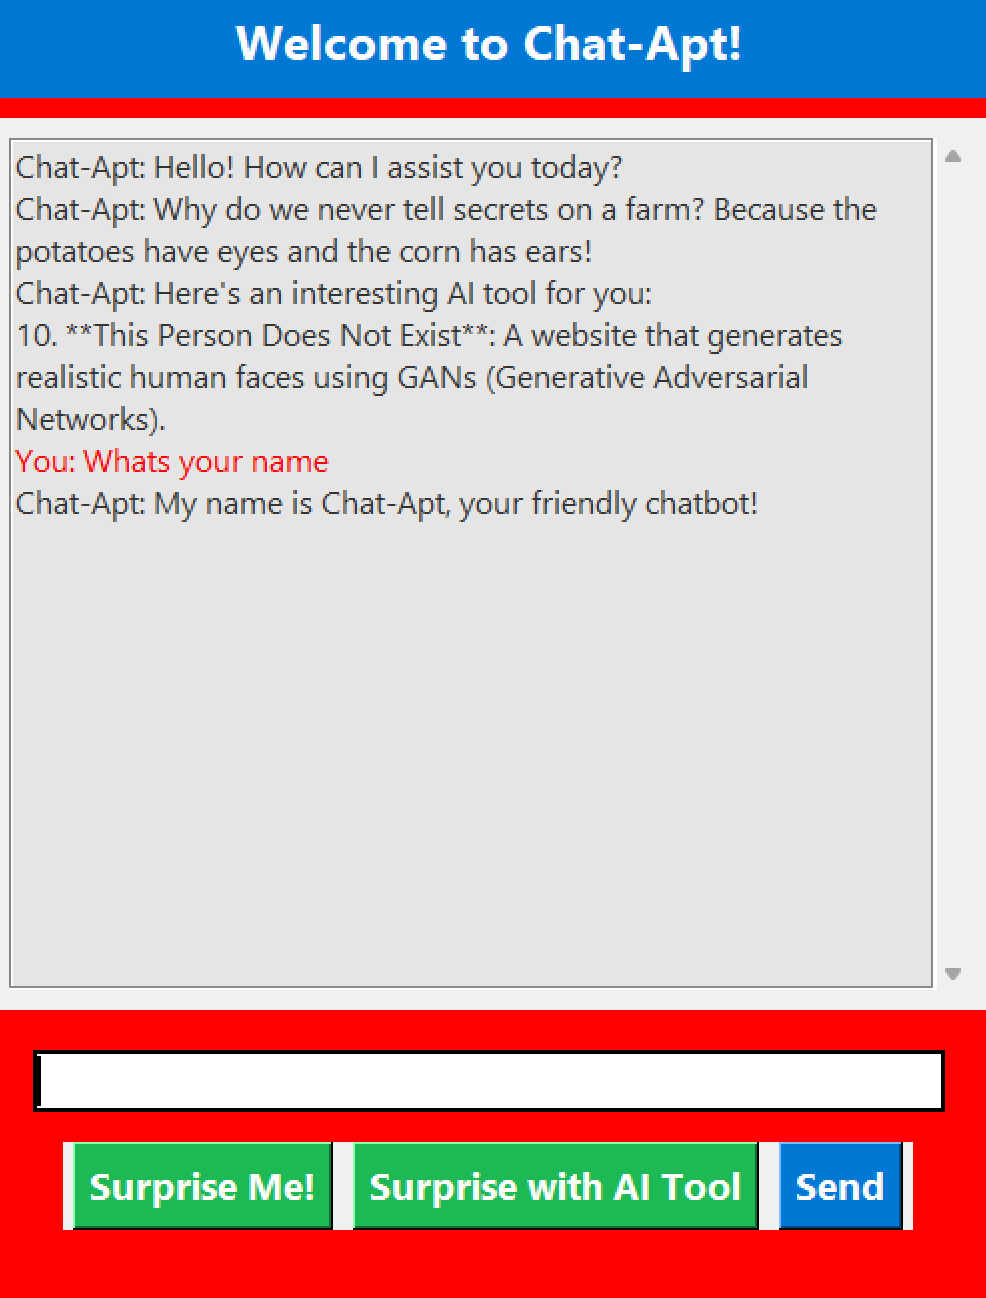 Welcome to Chat-Apt!
Chat-Apt: Hello! How can I assist you today?
Chat-Apt: Why do we never tell secrets on a farm? Because the
potatoes have eyes and the corn has ears!
Chat-Apt: Here's an interesting AI tool for you:
10. **This Person Does Not Exist**: A website that generates
realistic human faces using GANs (Generative Adversarial
Networks).
You: Whats your name
Chat-Apt: My name is Chat-Apt, your friendly chatbot!
Surprise Me!
Surprise with AI Tool
Send